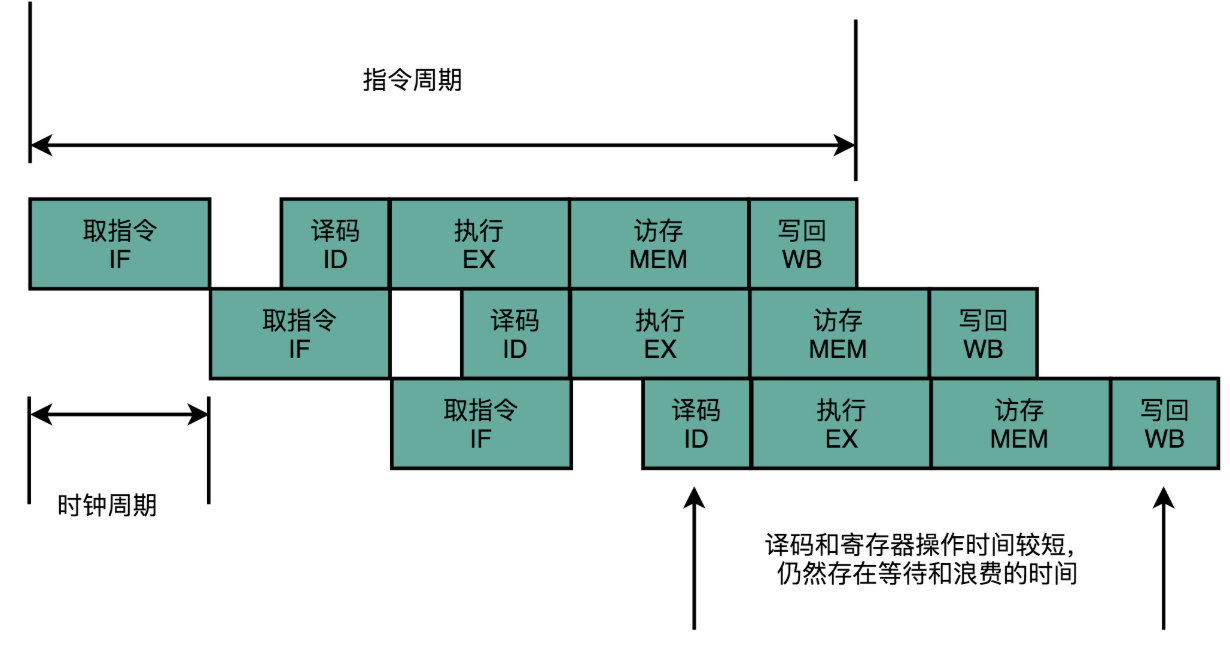 指令周期
取指令
IF
译码
ID
执行
EX
访存
MEM
写回
WB
取指令
IF
译码
ID
执行
EX
访存
MEM
写回
WB
取指令
IF
译码
ID
执行
EX
访存
MEM
写回
WB
时钟周期
译码和寄存器操作时间较短，
仍然存在等待和浪费的时间